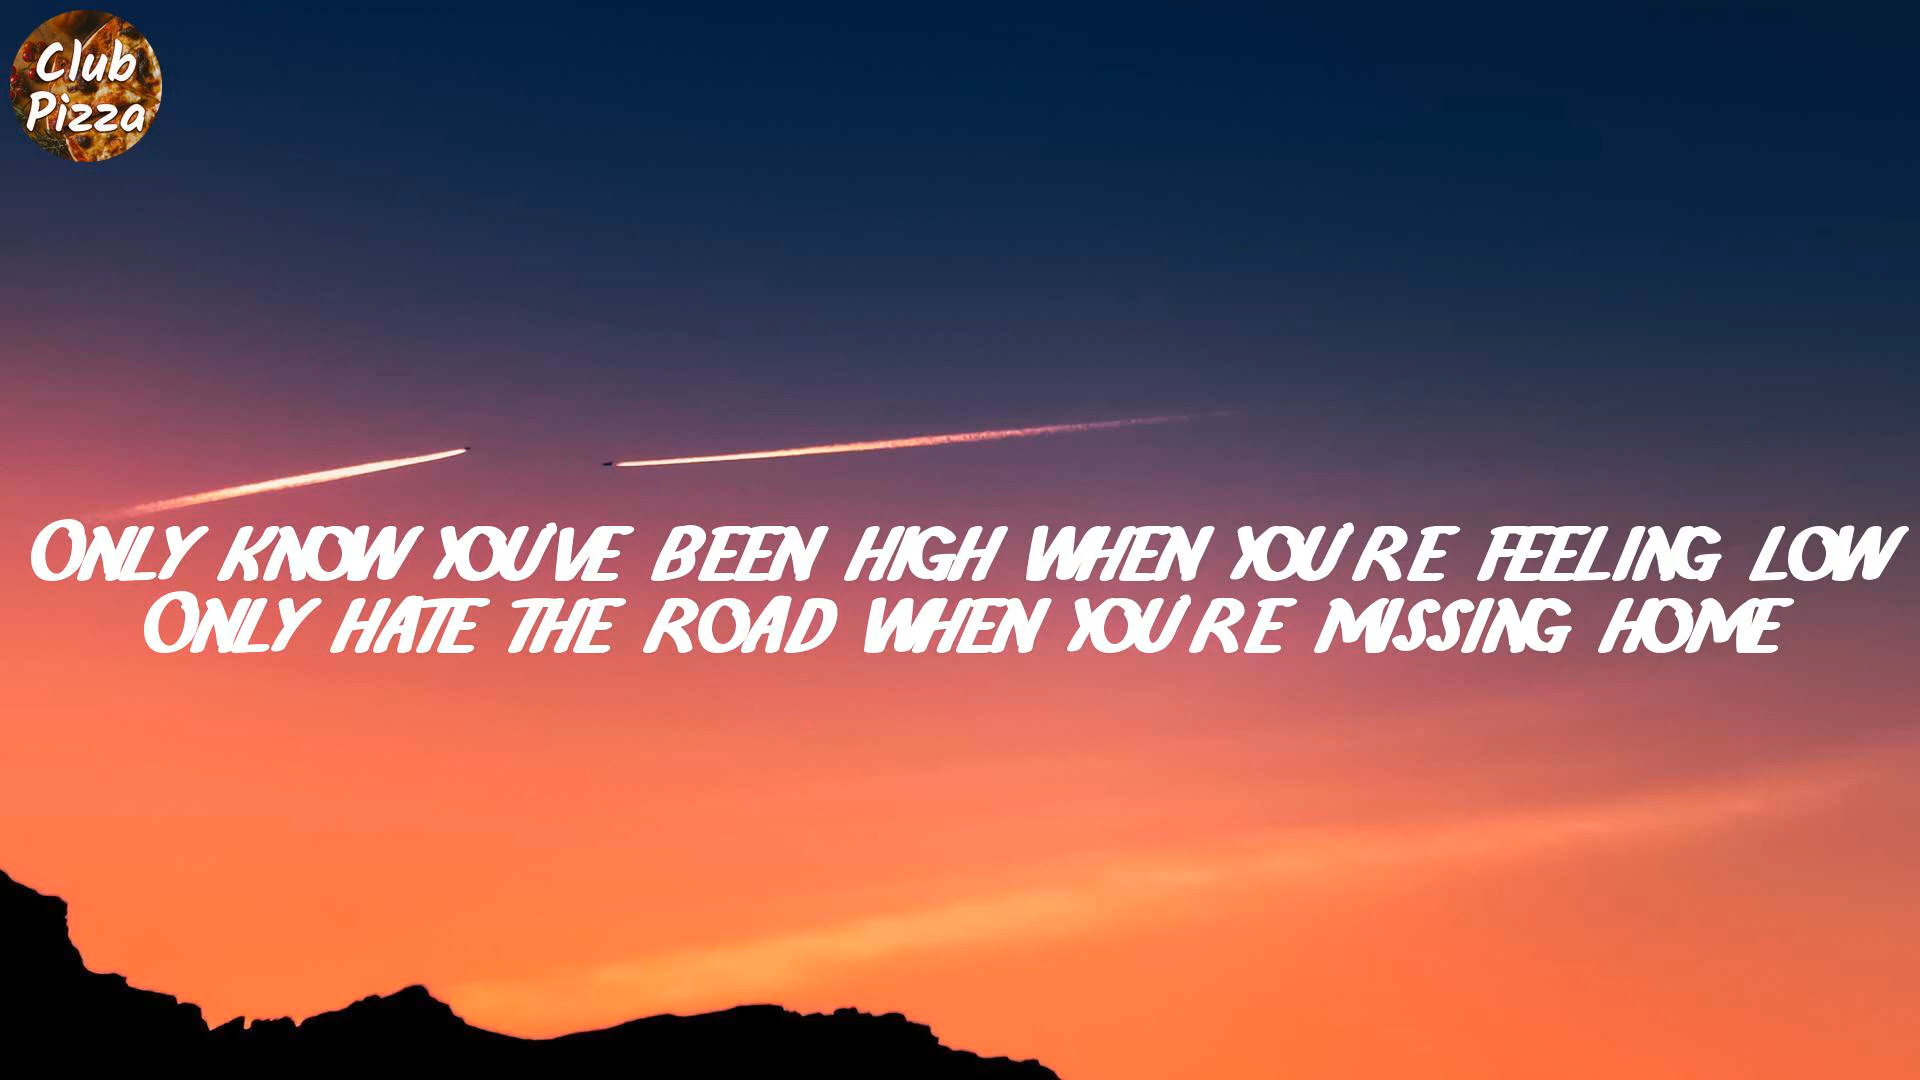 Club
Pizza
ONLY KNOW YOU'VE BEEN HIGH WHEN YOU'RE FEELING LOW
ONLY HATE THE ROAD WHEN YOU'RE MISSING HOME